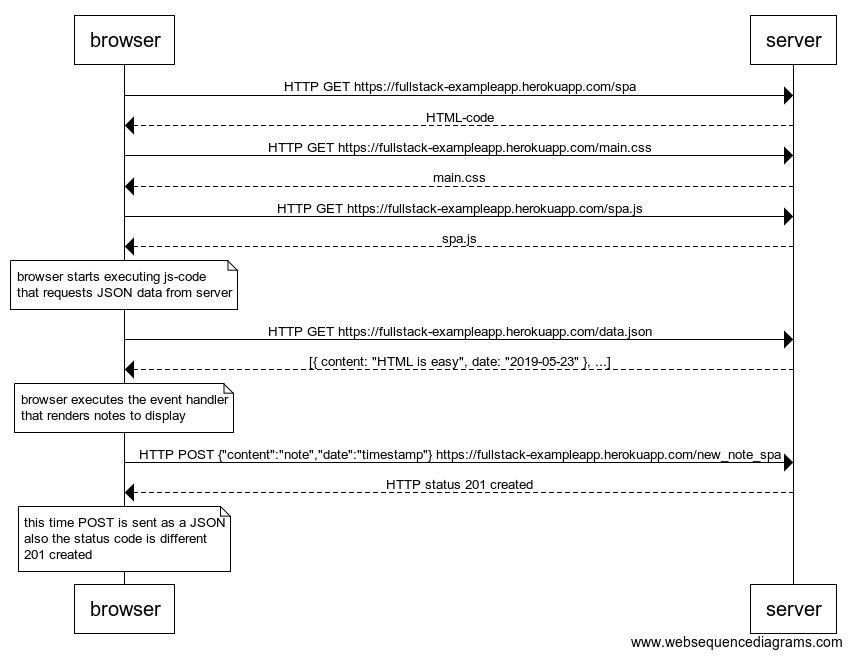 browser
server
HTTP GET https://fullstack-exampleapp.herokuapp.com/spa
HTML-code
HTTP GET https://fullstack-exampleapp.herokuapp.com/main.css
main.css
HTTP GET https://fullstack-exampleapp.herokuapp.com/spa.js
spa.js
browser starts executing js-code
that requests JSON data from server
HTTP GET https://fullstack-exampleapp.herokuapp.com/data.json
[{ content: "HTML is easy", date: "2019-05-23" }, ...]
browser executes the event handler
that renders notes to display
HTTP POST {"content":"note","date":"timestamp"} https://fullstack-exampleapp.herokuapp.com/new_note_spa
HTTP status 201 created
this time POST is sent as a JSON
also the status code is different
201 created
browser
server
www.websequencediagrams.com